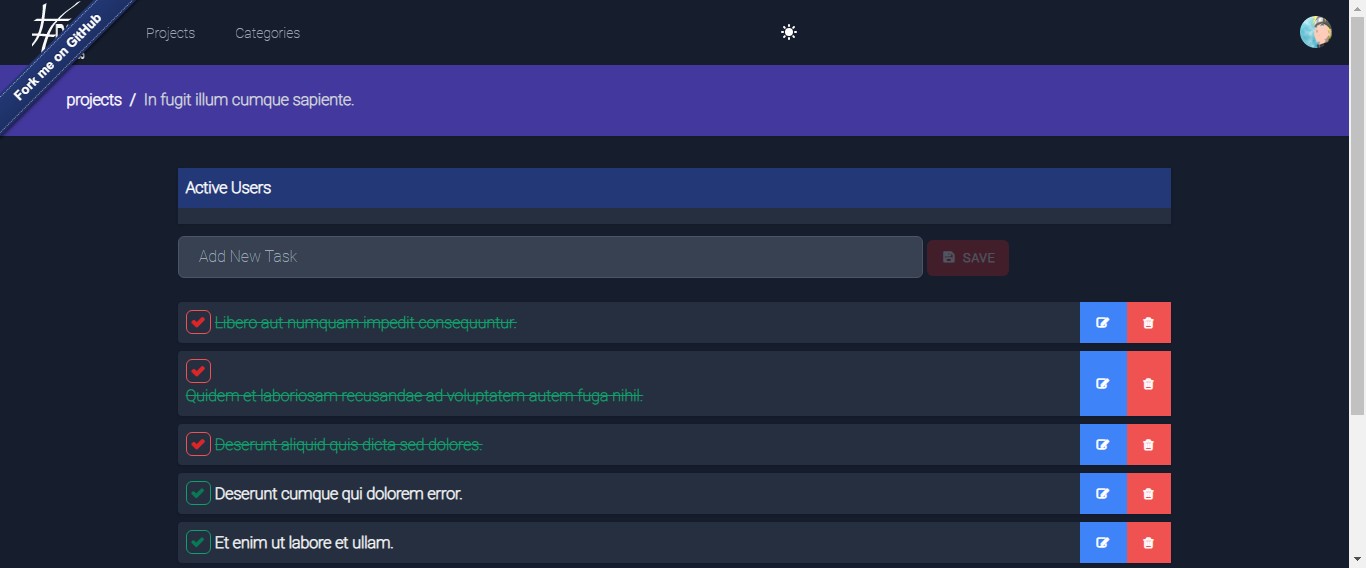 Fork me on GitHub
Projects
Categories
projects / In fugit illum cumque sapiente.
Active Users
Add New Task
SAVE
Libero aut numquam impedit consequuntur.
Quidem et laboriosam recusandae ad voluptatem autem fuga nihil.
Deserunt aliquid quis dicta sed dolores.
Deserunt cumque qui dolorem error.
Et enim ut labore et ullam.